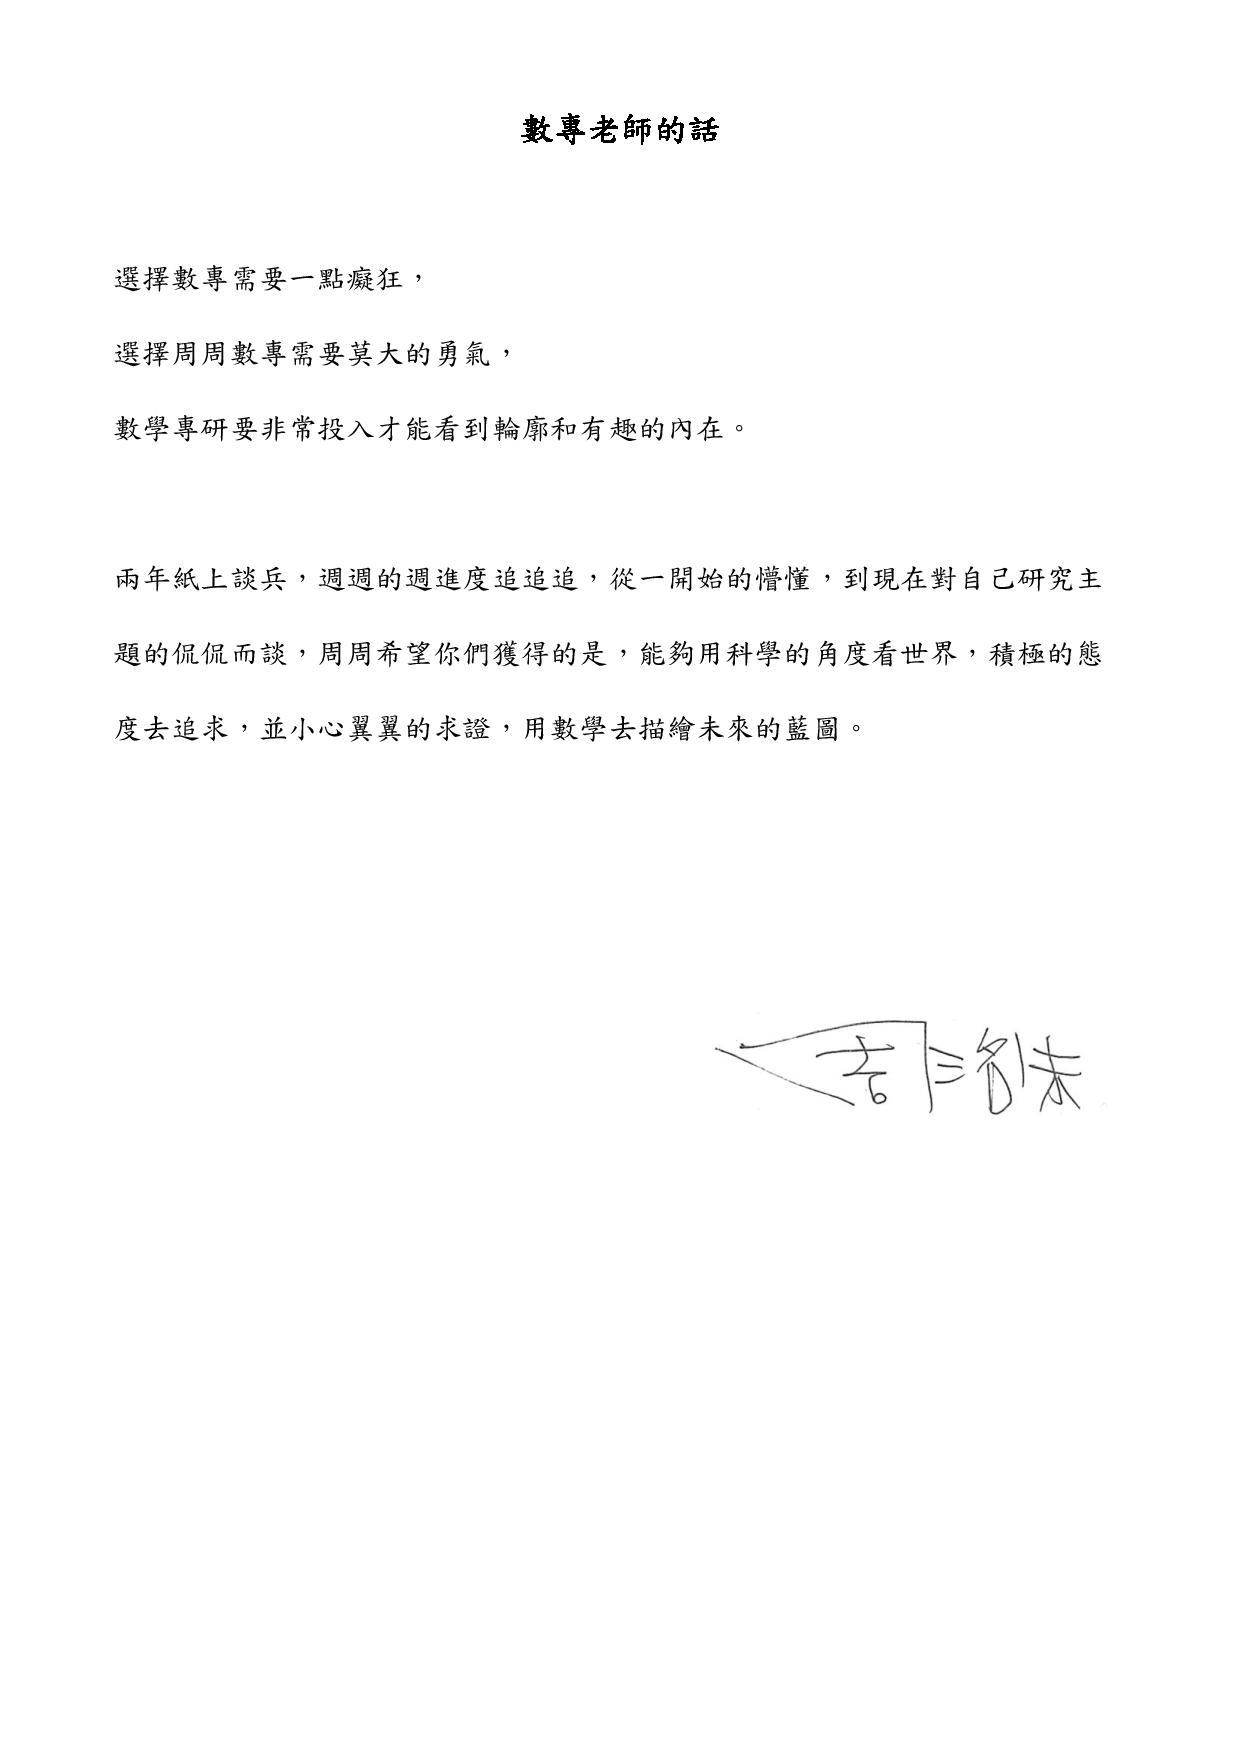 數專老師的話
選擇數專需要一點癡狂，
選擇周周數專需要莫大的勇氣，
數學專研要非常投入才能看到輪廓和有趣的內在。
兩年紙上談兵，週週的週進度追追追，從一開始的懵懂，到現在對自己研究主
題的侃侃而談，周周希望你們獲得的是，能夠用科學的角度看世界，積極的態
度去追求，並小心翼翼的求證，用數學去描繪未來的藍圖。